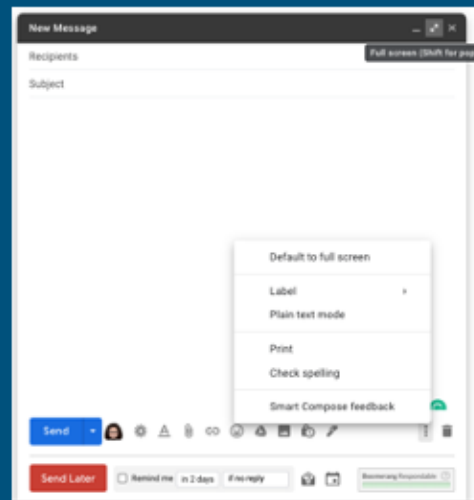 New Message
Full screen (Shift for pop
Recipients
Subject
Default to full screen
Label
Plain text mode
Print
Check spelling
Smart Compose feedback
Send
Send Later
Remind me in 2 days if no reply
Boomerang Respondable